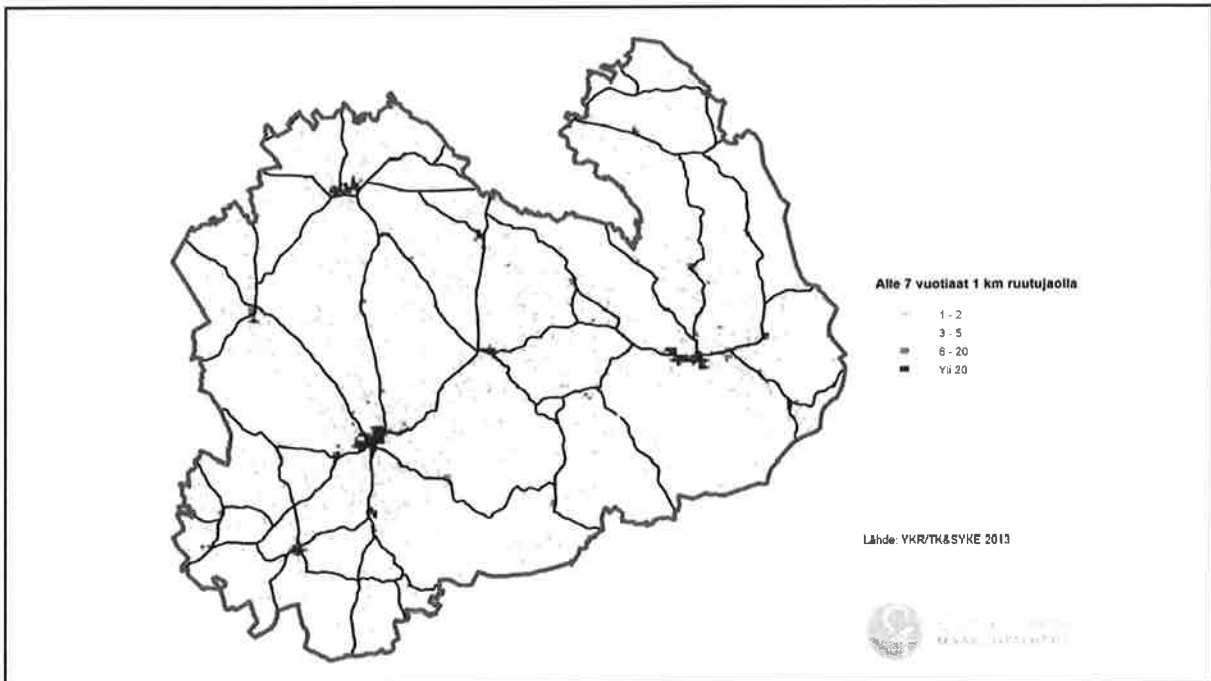 Alle 7 vuotiaat 1 km ruutujaolla
1 - 2
3 - 5
6 - 20
Yli 20
Lähde: YKR/TK&SYKE 2013